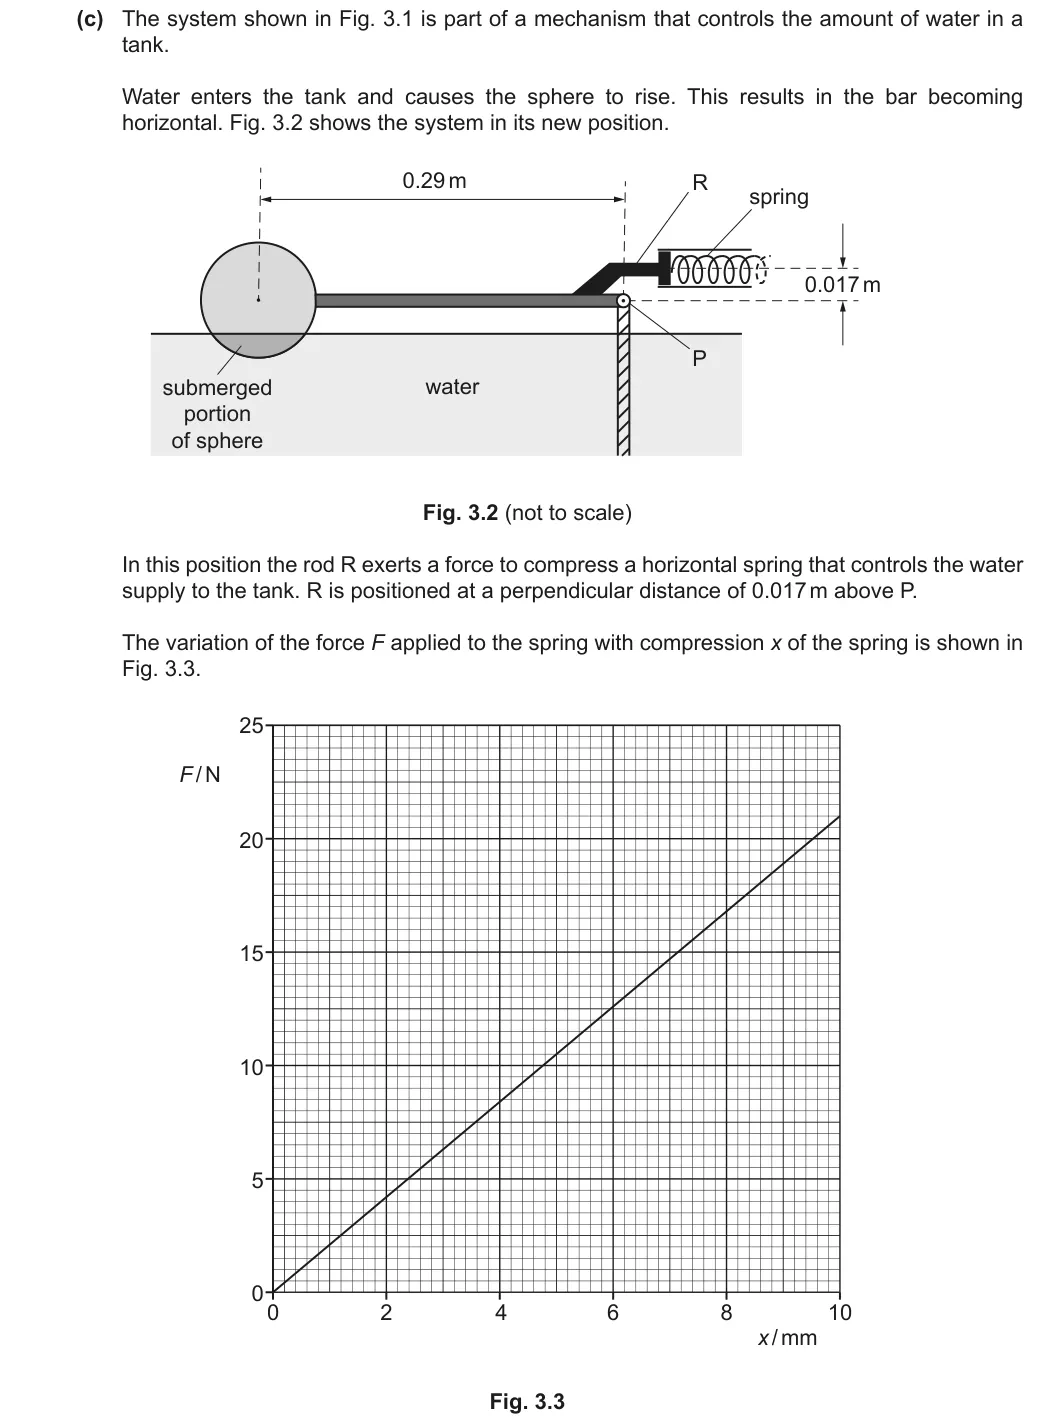 (c) The system shown in Fig. 3.1 is part of a mechanism that controls the amount of water in a
tank.
Water enters the tank and causes the sphere to rise. This results in the bar becoming
horizontal. Fig. 3.2 shows the system in its new position.
0.29 m
R
spring
0.017 m
P
submerged
portion
of sphere
water
Fig. 3.2 (not to scale)
In this position the rod R exerts a force to compress a horizontal spring that controls the water
supply to the tank. R is positioned at a perpendicular distance of 0.017 m above P.
The variation of the force F applied to the spring with compression x of the spring is shown in
Fig. 3.3.
25
F / N
20
15
10
5
0
0 2 4 6 8 10
x / mm
Fig. 3.3